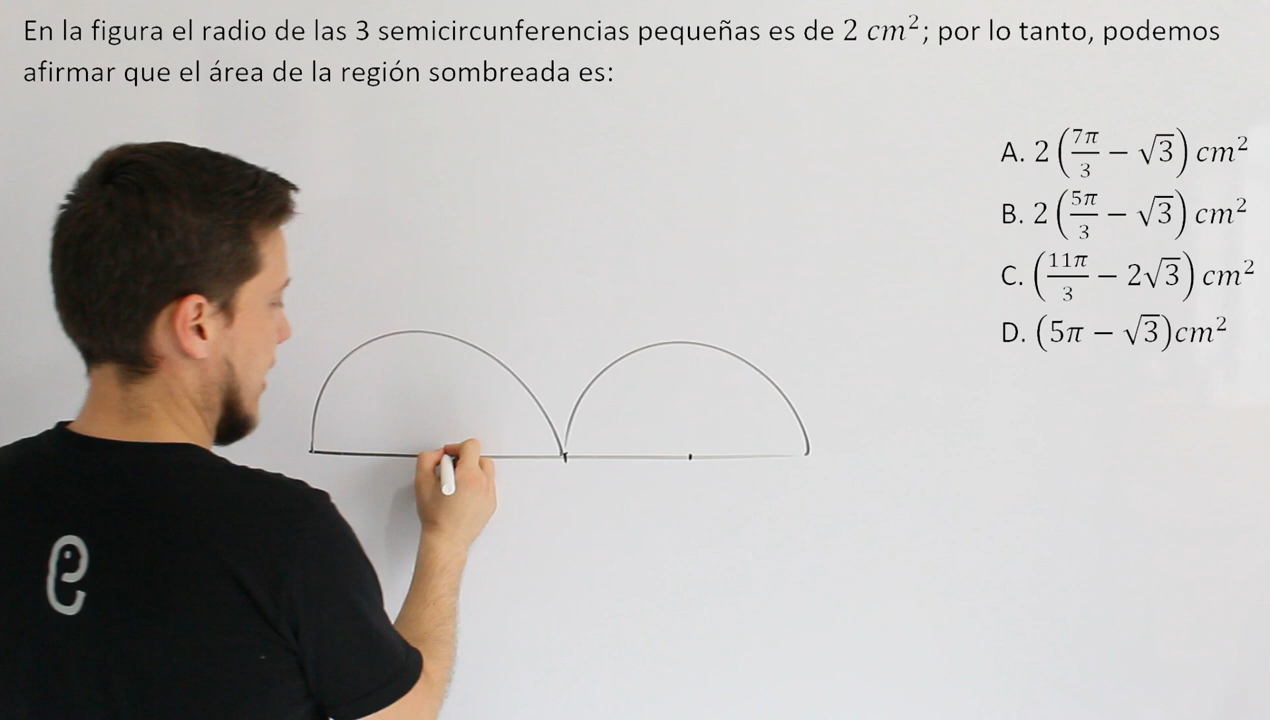 En la figura el radio de las 3 semicircunferencias pequeñas es de 2 cm²; por lo tanto, podemos
afirmar que el área de la región sombreada es:
A. 2 (7π/3 − √3) cm²
B. 2 (5π/3 − √3) cm²
C. (11π/3 − 2√3) cm²
D. (5π − √3)cm²